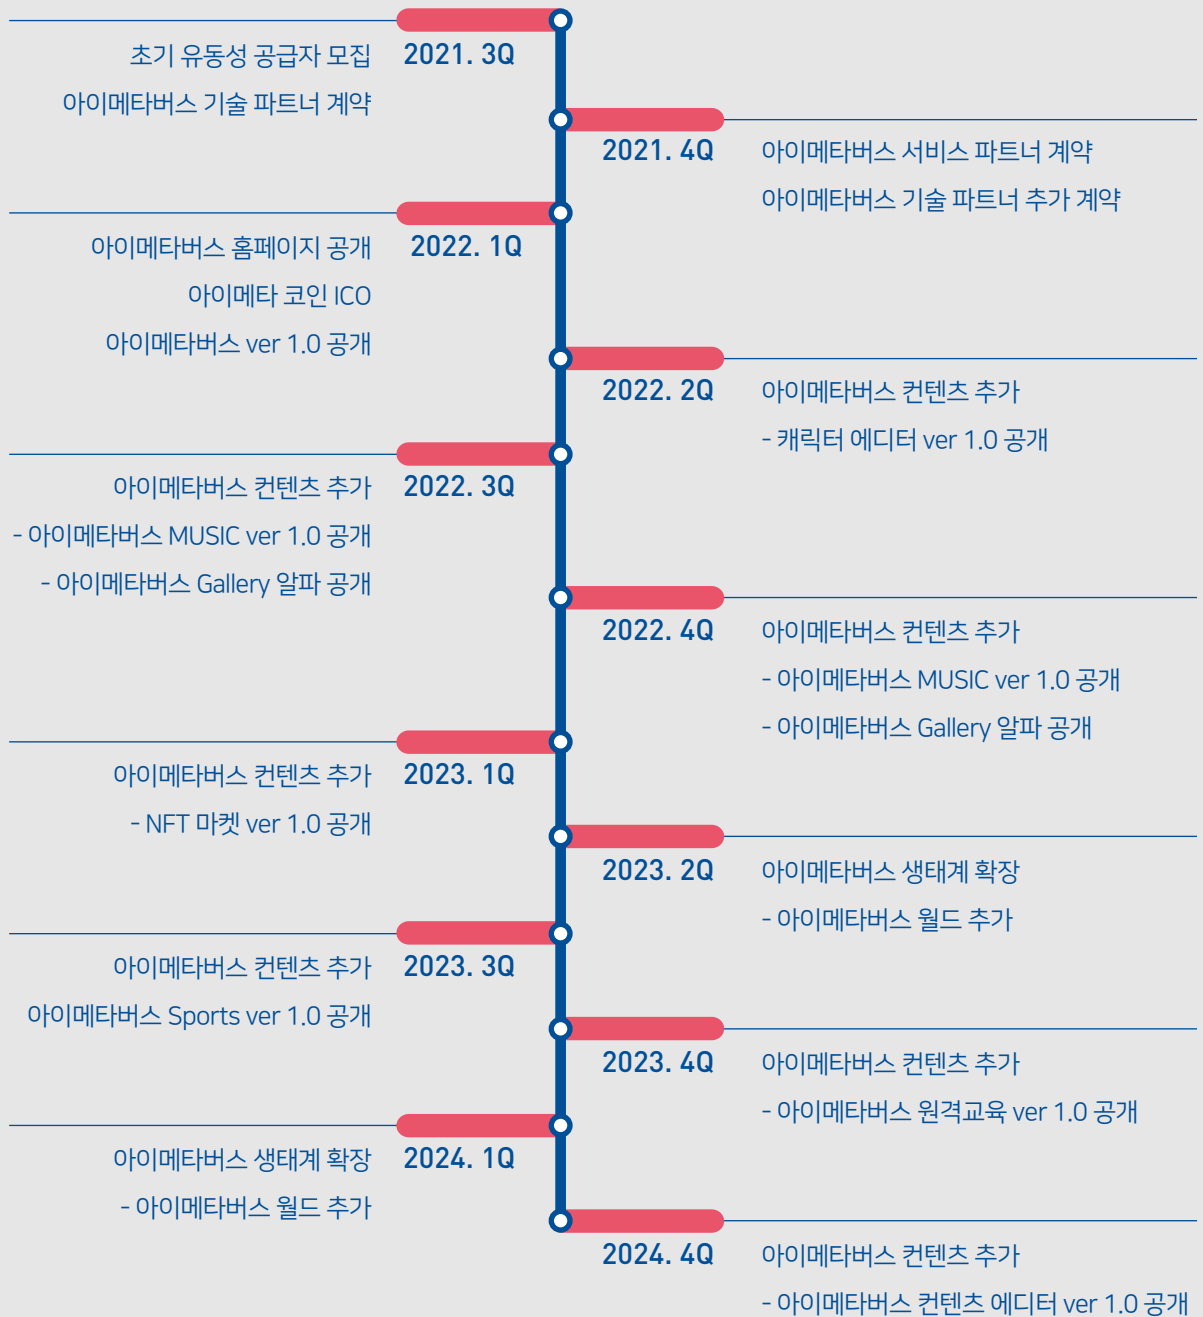 2021. 3Q
초기 유동성 공급자 모집
아이메타버스 기술 파트너 계약
2021. 4Q
아이메타버스 서비스 파트너 계약
아이메타버스 기술 파트너 추가 계약
2022. 1Q
아이메타버스 홈페이지 공개
아이메타 코인 ICO
아이메타버스 ver 1.0 공개
2022. 2Q
아이메타버스 컨텐츠 추가
- 캐릭터 에디터 ver 1.0 공개
2022. 3Q
아이메타버스 컨텐츠 추가
- 아이메타버스 MUSIC ver 1.0 공개
- 아이메타버스 Gallery 알파 공개
2022. 4Q
아이메타버스 컨텐츠 추가
- 아이메타버스 MUSIC ver 1.0 공개
- 아이메타버스 Gallery 알파 공개
2023. 1Q
아이메타버스 컨텐츠 추가
- NFT 마켓 ver 1.0 공개
2023. 2Q
아이메타버스 생태계 확장
- 아이메타버스 월드 추가
2023. 3Q
아이메타버스 컨텐츠 추가
아이메타버스 Sports ver 1.0 공개
2023. 4Q
아이메타버스 컨텐츠 추가
- 아이메타버스 원격교육 ver 1.0 공개
2024. 1Q
아이메타버스 생태계 확장
- 아이메타버스 월드 추가
2024. 4Q
아이메타버스 컨텐츠 추가
- 아이메타버스 컨텐츠 에디터 ver 1.0 공개